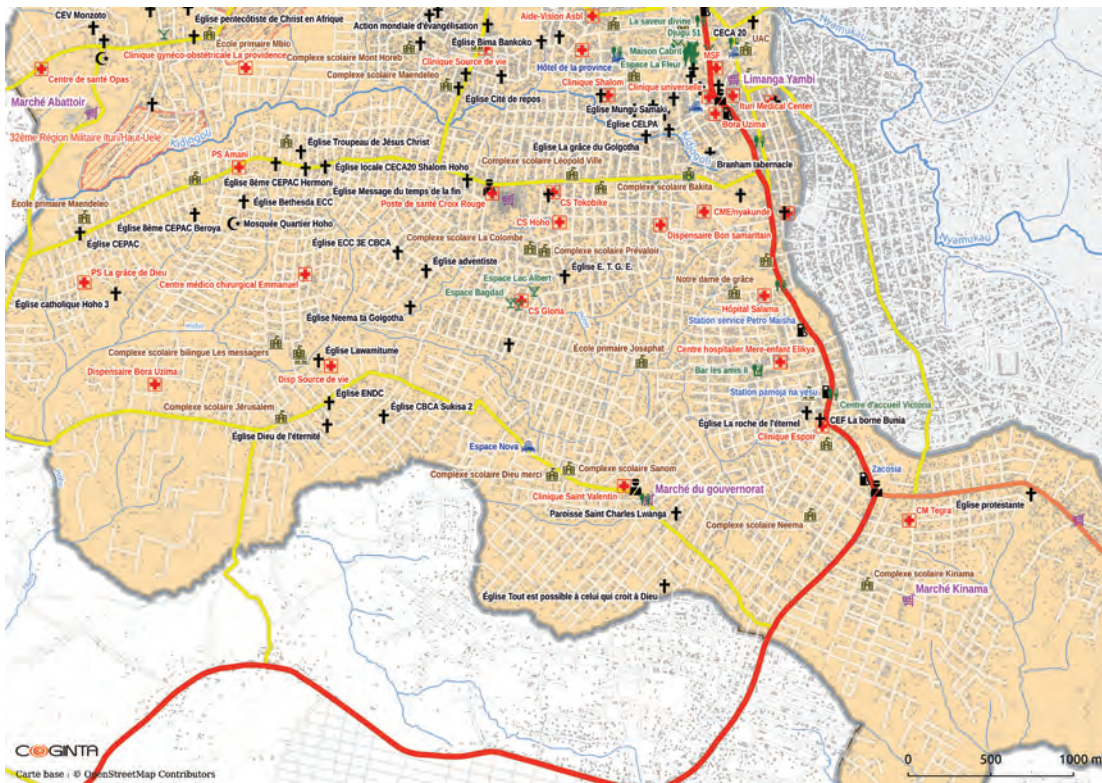 CEV Monzoto
Église pentecôtiste de Christ en Afrique
Action mondiale d'évangélisation
Aide-Vision Asbl
La saveur divine
Djugu 51
CECA 20
UAC
École primaire Mbio
Clinique gynéco-obstétricale La providence
Complexe scolaire Mont Horeb
Église Bima Bankoko
Clinique Source de vie
Maison Cabrit
Hôtel de la province
Espace La Fleur
MSF
Centre de santé Opas
Complexe scolaire Maendeleo
Clinique Shalom
Clinique universelle
Limanga Yambi
Marché Abattoir
Église Cité de repos
Église Mungu Samaki
Ituri Medical Center
Bora Uzima
32ème Région Militaire Ituri/Haut-Uele
Kidjogoli
Église CELPA
Kidjogoli
Nyamukau
Église Troupeau de Jésus Christ
Église La grâce du Golgotha
PS Amani
Église locale CECA20 Shalom Hoho
Complexe scolaire Léopold Ville
Branham tabernacle
Église 8ème CEPAC Hermoni
Église Message du temps de la fin
Complexe scolaire Bakita
École primaire Maendeleo
Église Bethesda ECC
Poste de santé Croix Rouge
CS Tokobike
Église 8ème CEPAC Beroya
Mosquée Quartier Hoho
CS Hoho
CME/nyakunde
Dispensaire Bon samaritain
Nyamukau
Église CEPAC
Église ECC 3E CBCA
Complexe scolaire La Colombe
Complexe scolaire Prévaloir
Église adventiste
PS La grâce de Dieu
Centre médico chirurgical Emmanuel
Espace Lac Albert
Église E. T. G. E.
Notre dame de grâce
Église catholique Hoho 3
Espace Bagdad
CS Gloria
Hôpital Salama
Église Neema ta Golgotha
Station service Petro Maisha
Complexe scolaire bilingue Les messagers
Église Lawamitume
École primaire Josaphat
Centre hospitalier Mere-enfant Elikya
Dispensaire Bora Uzima
Disp Source de vie
Bar les amis 8
Église ENDC
Station pamoja na yesu
Complexe scolaire Jérusalem
Église CBCA Sukisa 2
Centre d'accueil Victoria
Église Dieu de l'éternité
Église La roche de l'éternel
CEF La borne Bunia
Clinique Espoir
Espace Nova
Complexe scolaire Dieu merci
Complexe scolaire Sanom
Zacosia
Clinique Saint Valentin
Marché du gouvernorat
Église protestante
Paroisse Saint Charles Lwanga
Complexe scolaire Neema
CM Tegra
Complexe scolaire Kinama
Église Tout est possible à celui qui croit à Dieu
Marché Kinama
COGINTA
0 500 1000 m
Carte base : © OpenStreetMap Contributors